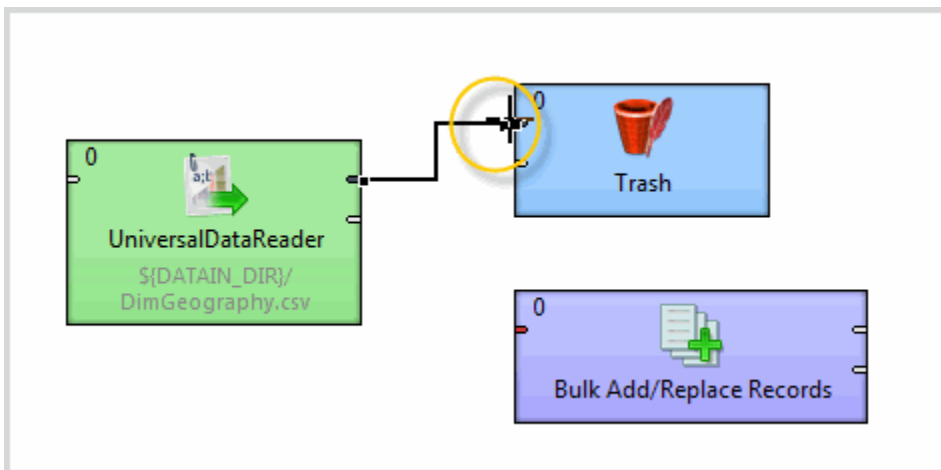 0
Trash
0
a;b
UniversalDataReader
${DATAIN_DIR}/
DimGeography.csv
0
Bulk Add/Replace Records